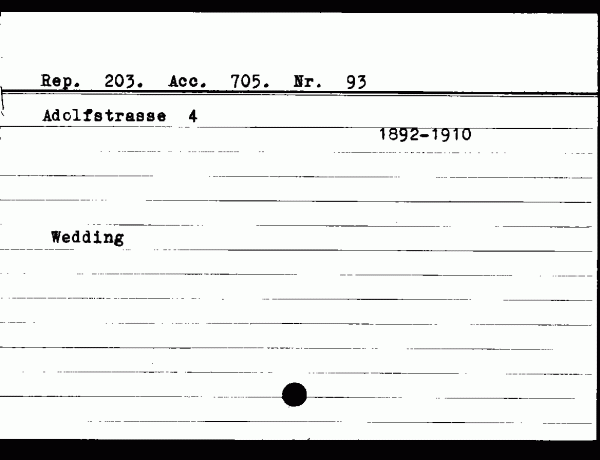 Rep. 203. Acc. 705. Nr. 93
Adolfstrasse 4
1892-1910
Wedding